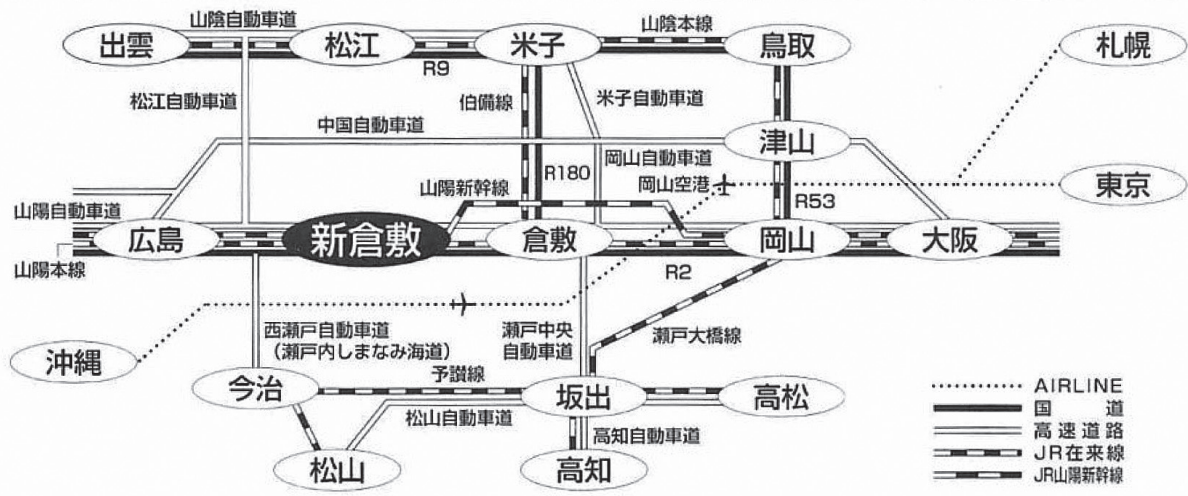 山陰自動車道
出雲
松江
米子
山陰本線
鳥取
札幌
R9
松江自動車道
伯備線
米子自動車道
中国自動車道
津山
岡山自動車道
山陽新幹線
R180
岡山空港
東京
R53
山陽自動車道
広島
新倉敷
倉敷
岡山
大阪
山陽本線
R2
西瀬戸自動車道
（瀬戸内しまなみ海道）
瀬戸中央
自動車道
瀬戸大橋線
沖縄
今治
予讃線
坂出
高松
松山自動車道
高知自動車道
松山
高知
AIRLINE
国道
高速道路
JR在来線
JR山陽新幹線